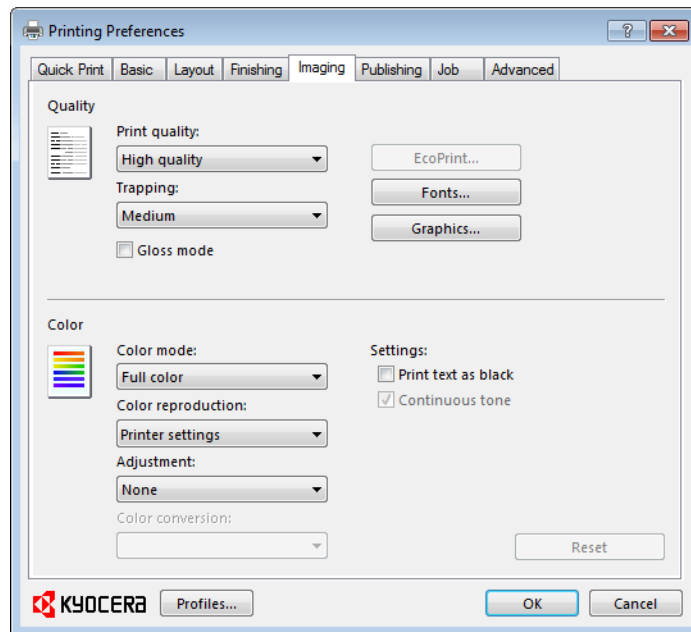 Printing Preferences
Quick Print Basic Layout Finishing Imaging Publishing Job Advanced
Quality
Print quality:
High quality
EcoPrint...
Trapping:
Fonts...
Medium
Graphics...
Gloss mode
Color
Color mode:
Settings:
Full color
Print text as black
Color reproduction:
Continuous tone
Printer settings
Adjustment:
None
Color conversion:
Reset
KYOCERA Profiles... OK Cancel